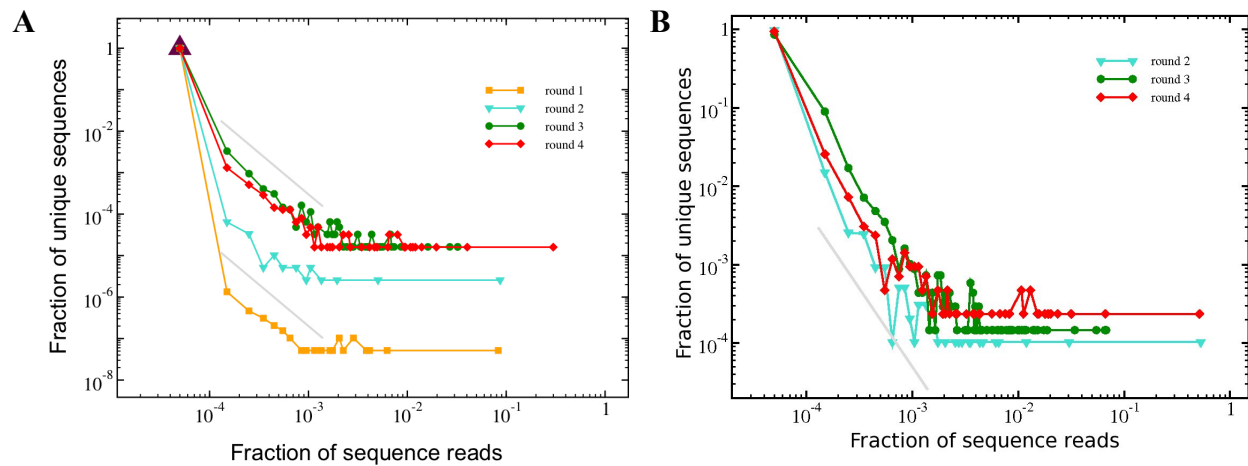 A
Fraction of unique sequences
1
10^-2
10^-4
10^-6
10^-8
round 1
round 2
round 3
round 4
10^-4 10^-3 10^-2 10^-1 1
Fraction of sequence reads
B
Fraction of unique sequences
1
10^-1
10^-2
10^-3
10^-4
round 2
round 3
round 4
10^-4 10^-3 10^-2 10^-1 1
Fraction of sequence reads